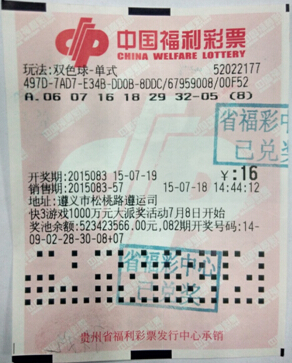 中国福利彩票
CHINA WELFARE LOTTERY
玩法:双色球-单式 52022177
497D-7AD7-E34B-DD0B-8DDC/67959008/0DF52
A.06 07 16 18 29 32-05 (8)
省福彩中心
已兑奖
开奖期:2015083 15-07-19 ¥:16
销售期:2015083-57 15-07-18 14:44:12
地址:遵义市松桃路遵运司
快3游戏1000万元大派奖活动7月8日开始
奖池余额:523423566.00元,082期开奖号码:14-
09-02-28-30-08+07
省福彩中心
已兑奖
贵州省福利彩票发行中心承销